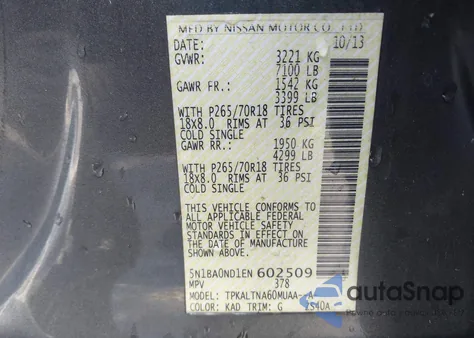 MFD BY NISSAN MOTOR CO., LTD
DATE: 10/13
GVWR: 3221 KG
7100 LB
GAWR FR.: 1542 KG
3399 LB
WITH P265/70R18 TIRES
18X8.0 RIMS AT 36 PSI
COLD SINGLE
GAWR RR.: 1950 KG
4299 LB
WITH P265/70R18 TIRES
18X8.0 RIMS AT 36 PSI
COLD SINGLE
THIS VEHICLE CONFORMS TO
ALL APPLICABLE FEDERAL
MOTOR VEHICLE SAFETY
STANDARDS IN EFFECT ON THE
DATE OF MANUFACTURE
SHOWN ABOVE.
5N1BA0ND1EN602509
MPV 378
MODEL: TPKALTNA60MUAA--A
COLOR: KAD TRIM: G 2540A
autoSnap